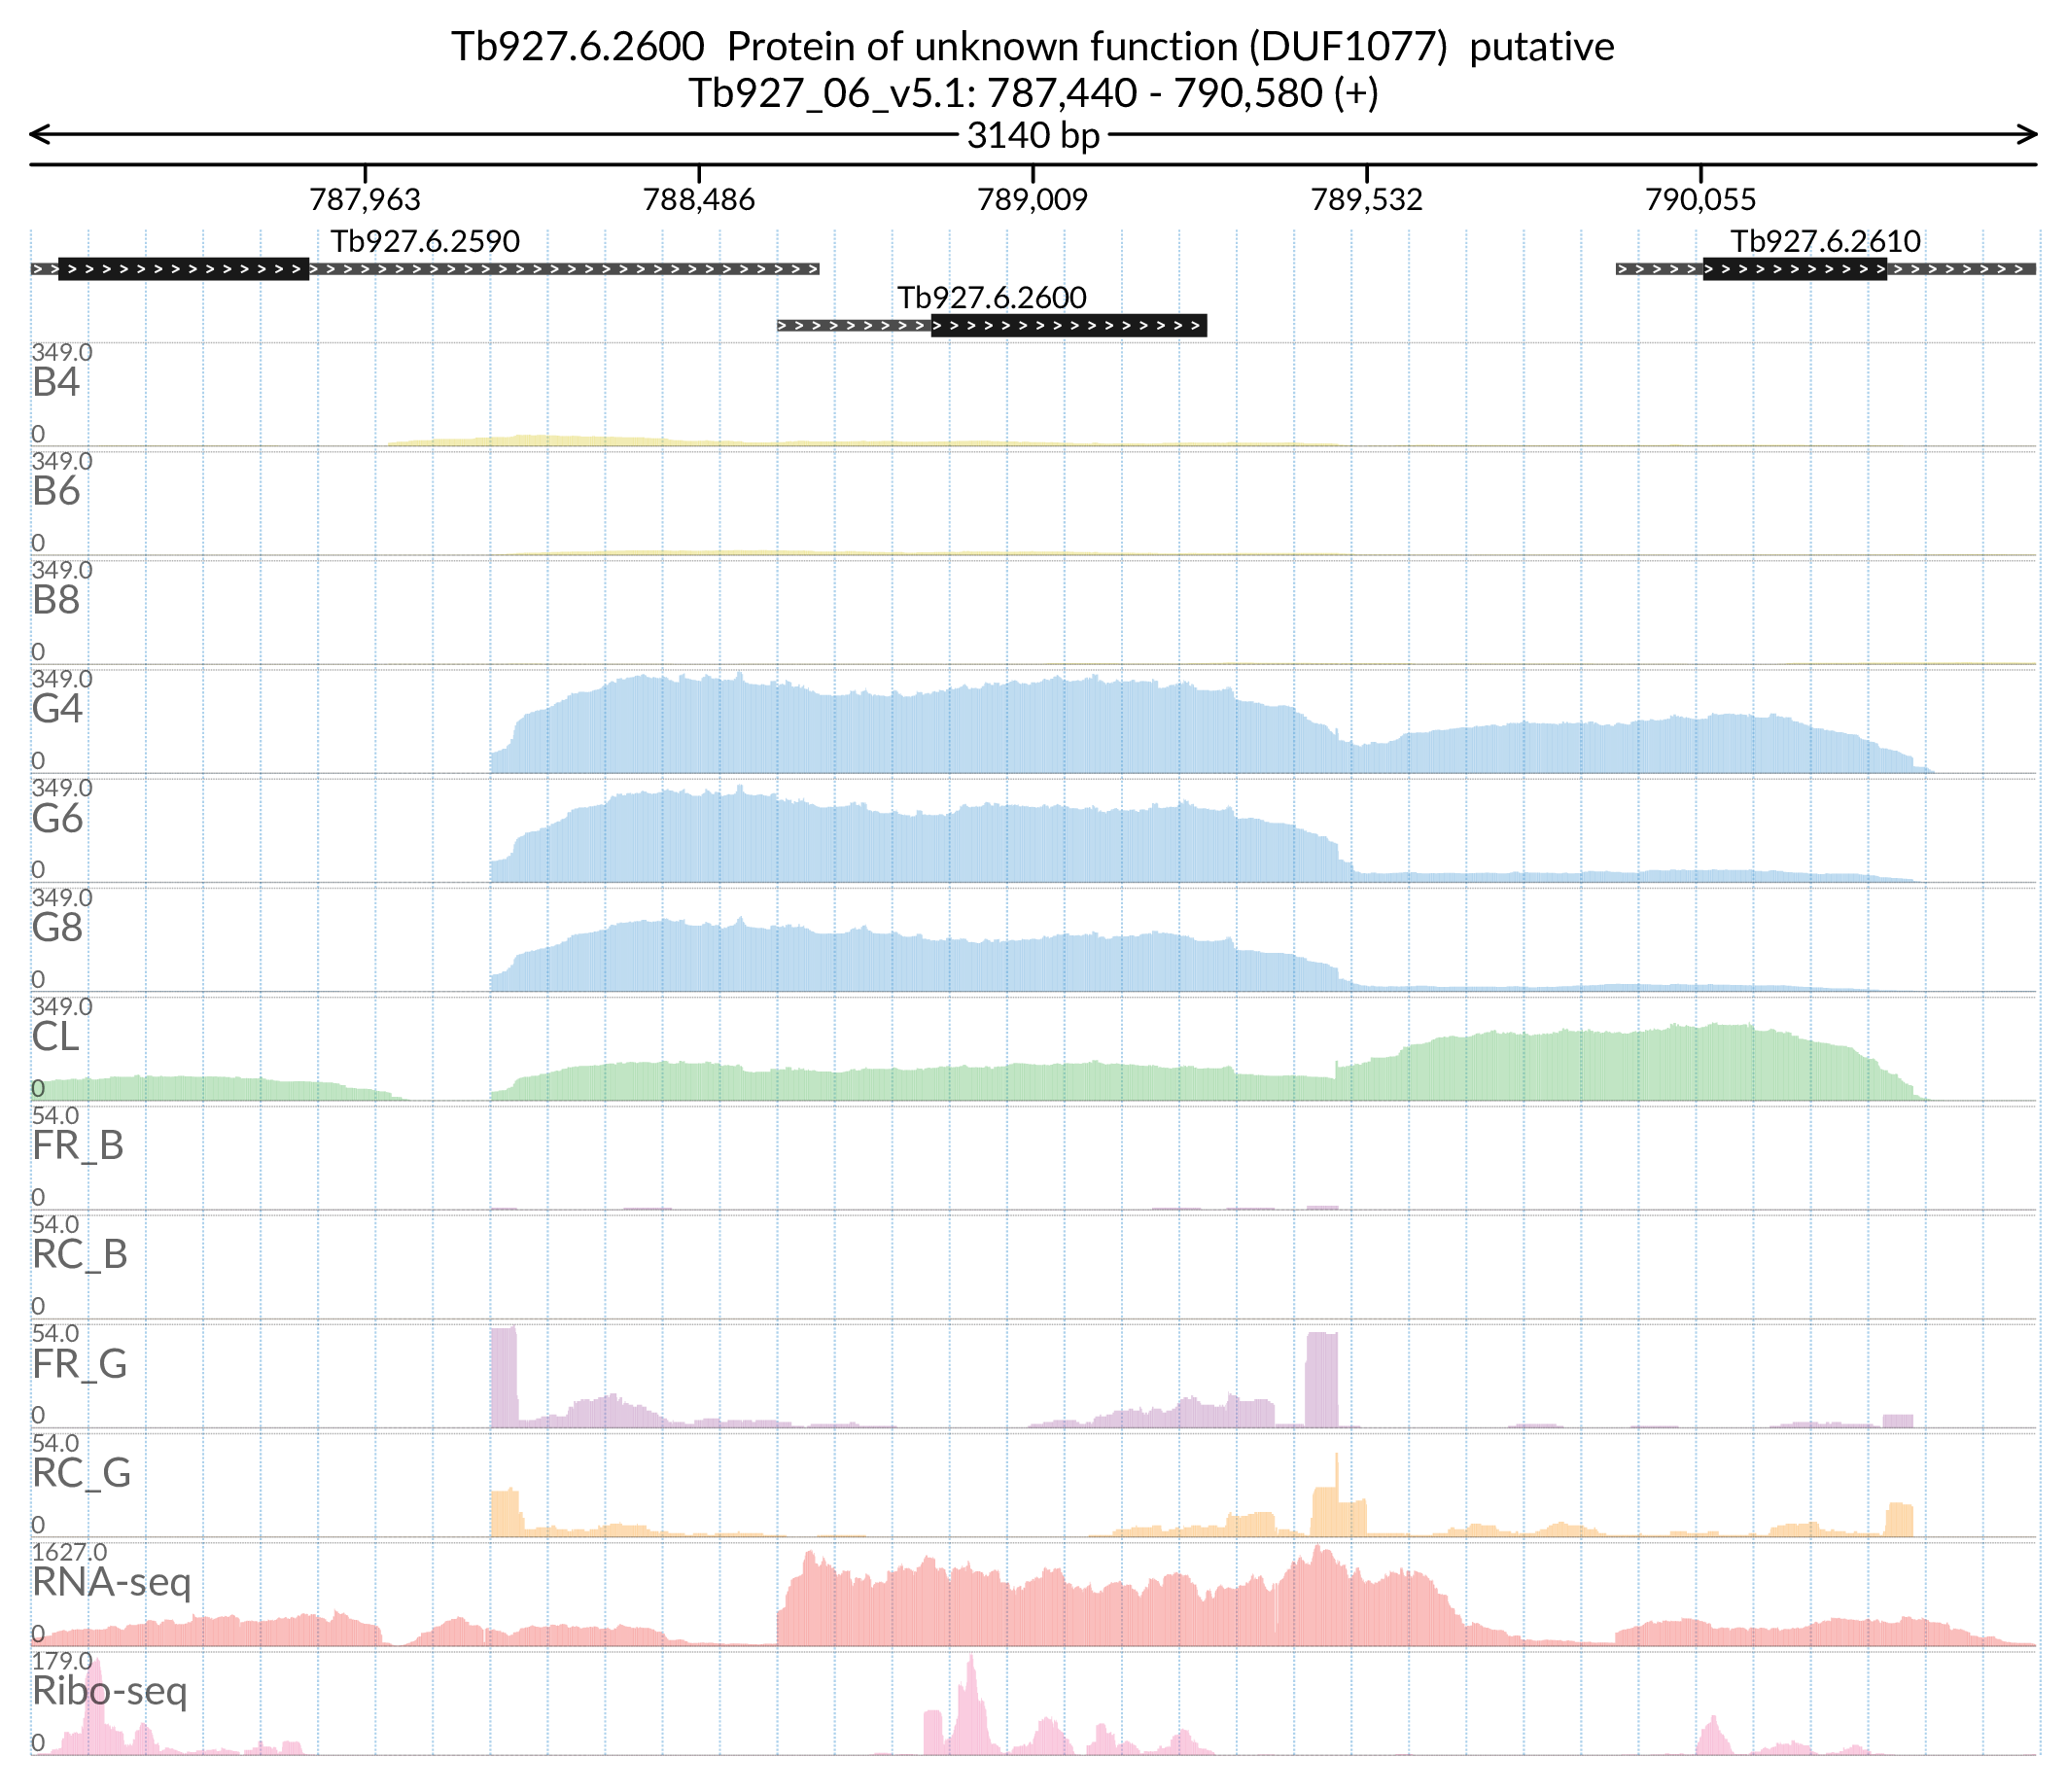 Tb927.6.2600  Protein of unknown function (DUF1077)  putative
Tb927_06_v5.1: 787,440 - 790,580 (+)
3140 bp
787,963 788,486 789,009 789,532 790,055
Tb927.6.2590 Tb927.6.2610
Tb927.6.2600
349.0
B4
0
349.0
B6
0
349.0
B8
0
349.0
G4
0
349.0
G6
0
349.0
G8
0
349.0
CL
0
54.0
FR_B
0
54.0
RC_B
0
54.0
FR_G
0
54.0
RC_G
0
1627.0
RNA-seq
0
179.0
Ribo-seq
0